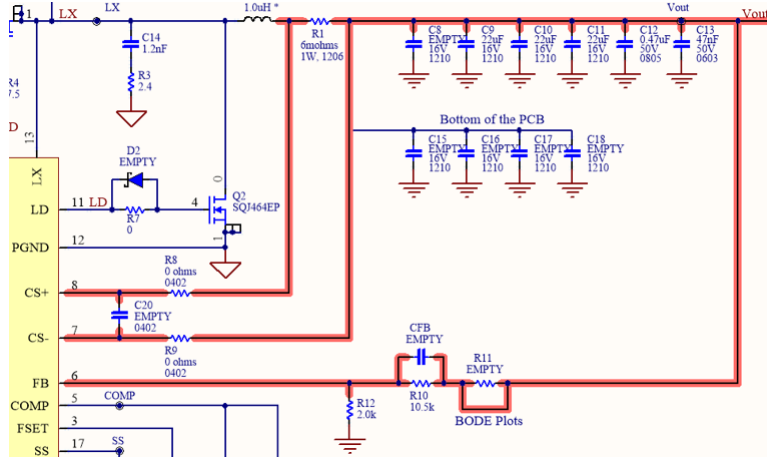 1
LX
LX
1.0uH *
Vout
Vout
C14
1.2nF
R1
6mohms
1W, 1206
C8
EMPTY
16V
1210
C9
22uF
16V
1210
C10
22uF
16V
1210
C11
22uF
16V
1210
C12
0.47uF
50V
0805
C13
47nF
50V
0603
R3
2.4
R4
7.5
D
13
Bottom of the PCB
C15
EMPTY
16V
1210
C16
EMPTY
16V
1210
C17
EMPTY
16V
1210
C18
EMPTY
16V
1210
D2
EMPTY
LX
LD
11
LD
R7
0
4
0
Q2
SQJ464EP
1
PGND
12
R8
0 ohms
0402
CS+
8
C20
EMPTY
0402
CS-
7
R9
0 ohms
0402
CFB
EMPTY
R11
EMPTY
FB
6
R10
10.5k
BODE Plots
R12
2.0k
COMP
5
COMP
FSET
3
SS
17
SS